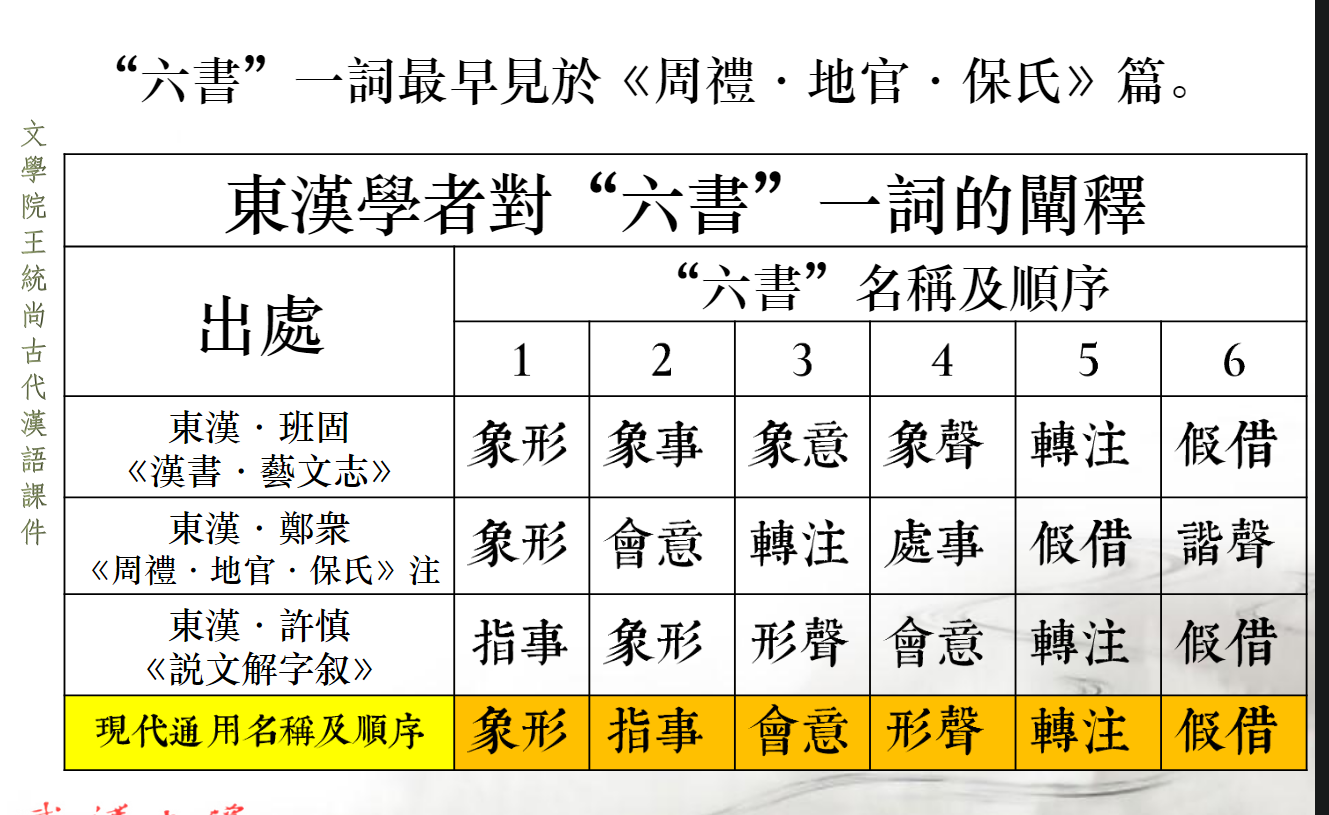 “六書”一詞最早見於《周禮·地官·保氏》篇。
文學院王統尚古代漢語課件
東漢學者對“六書”一詞的闡釋
出處
“六書”名稱及順序
1 2 3 4 5 6
東漢·班固
《漢書·藝文志》
象形 象事 象意 象聲 轉注 假借
東漢·鄭衆
《周禮·地官·保氏》注
象形 會意 轉注 處事 假借 諧聲
東漢·許慎
《説文解字叙》
指事 象形 形聲 會意 轉注 假借
現代通用名稱及順序 象形 指事 會意 形聲 轉注 假借